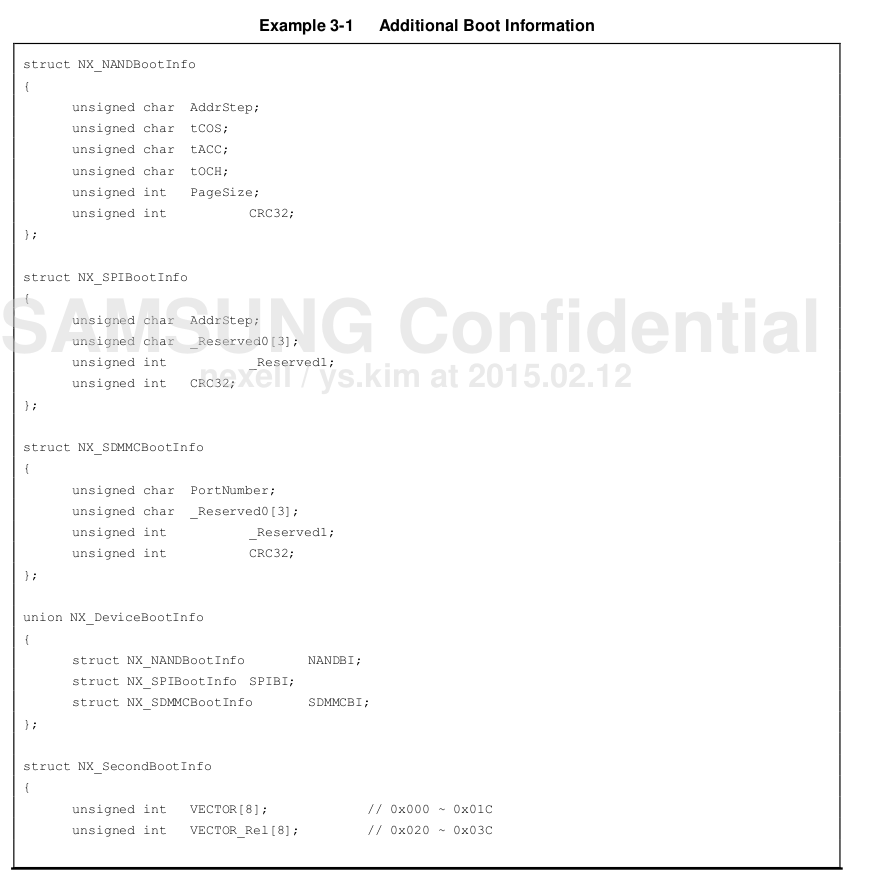 Example 3-1 Additional Boot Information
struct NX_NANDBootInfo
{
unsigned char AddrStep;
unsigned char tCOS;
unsigned char tACC;
unsigned char tOCH;
unsigned int PageSize;
unsigned int CRC32;
};
struct NX_SPIBootInfo
{
SAMSUNG Confidential
unsigned char AddrStep;
unsigned char _Reserved0[3];
unsigned int _Reserved1;
nexell / ys.kim at 2015.02.12
unsigned int CRC32;
};
struct NX_SDMMCBootInfo
{
unsigned char PortNumber;
unsigned char _Reserved0[3];
unsigned int _Reserved1;
unsigned int CRC32;
};
union NX_DeviceBootInfo
{
struct NX_NANDBootInfo NANDBI;
struct NX_SPIBootInfo SPIBI;
struct NX_SDMMCBootInfo SDMMCBI;
};
struct NX_SecondBootInfo
{
unsigned int VECTOR[8]; // 0x000 ~ 0x01C
unsigned int VECTOR_Rel[8]; // 0x020 ~ 0x03C